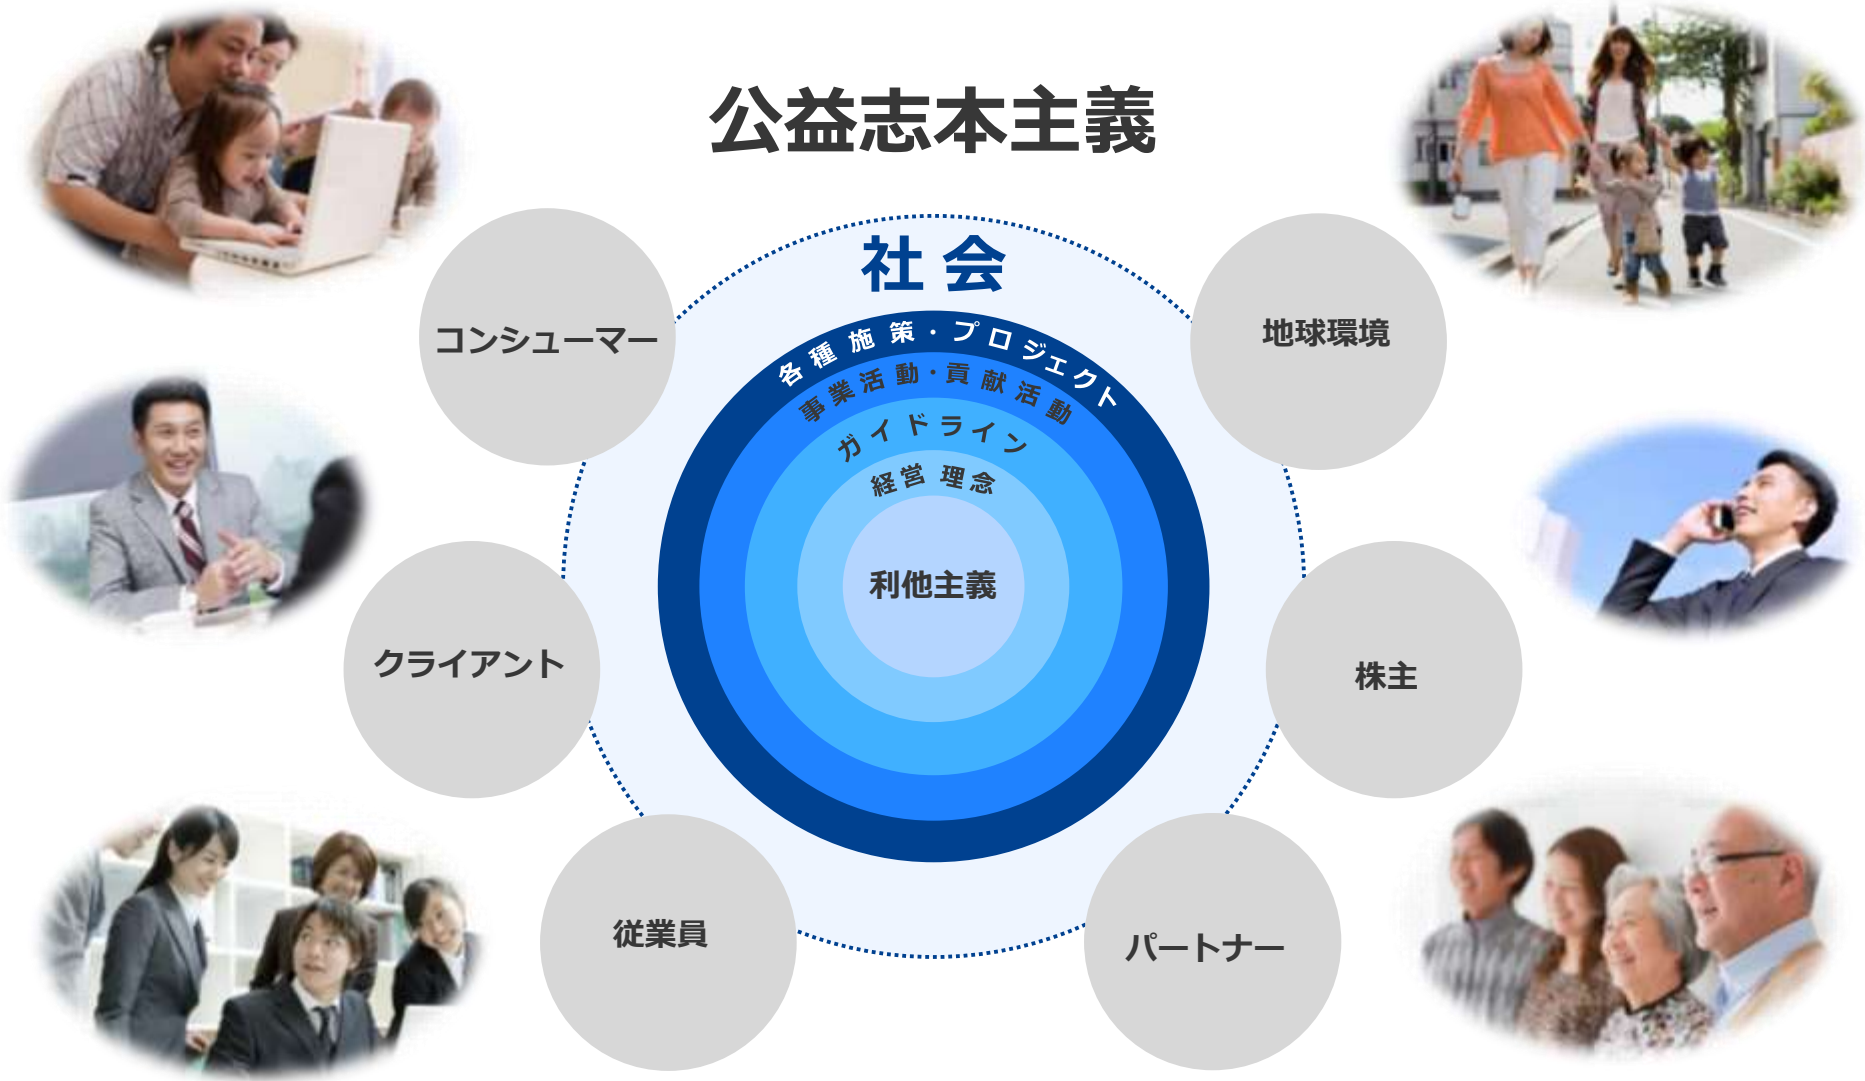 公益志本主義
社会
各種施策・プロジェクト
事業活動・貢献活動
ガイドライン
経営理念
利他主義
コンシューマー
地球環境
クライアント
株主
従業員
パートナー